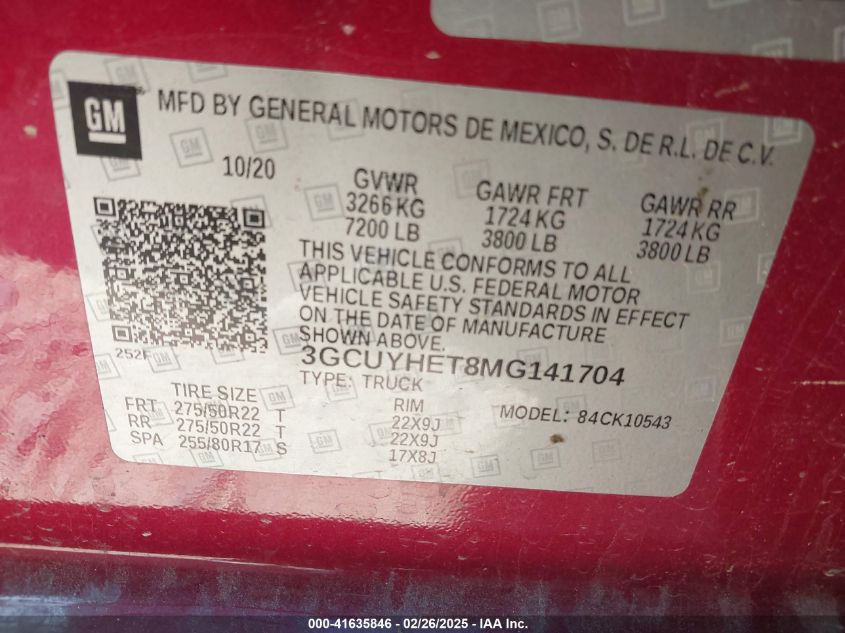 GM
MFD BY GENERAL MOTORS DE MEXICO, S. DE R.L. DE C.V.
10/20
GVWR
3266 KG
7200 LB
GAWR FRT
1724 KG
3800 LB
GAWR RR
1724 KG
3800 LB
THIS VEHICLE CONFORMS TO ALL
APPLICABLE U.S. FEDERAL MOTOR
VEHICLE SAFETY STANDARDS IN EFFECT
ON THE DATE OF MANUFACTURE
SHOWN ABOVE.
252F
3GCUYHET8MG141704
TYPE: TRUCK
MODEL: 84CK10543
TIRE SIZE RIM
FRT 275/50R22 T 22X9J
RR 275/50R22 T 22X9J
SPA 255/80R17 S 17X8J
000-41635846 - 02/26/2025 - IAA Inc.